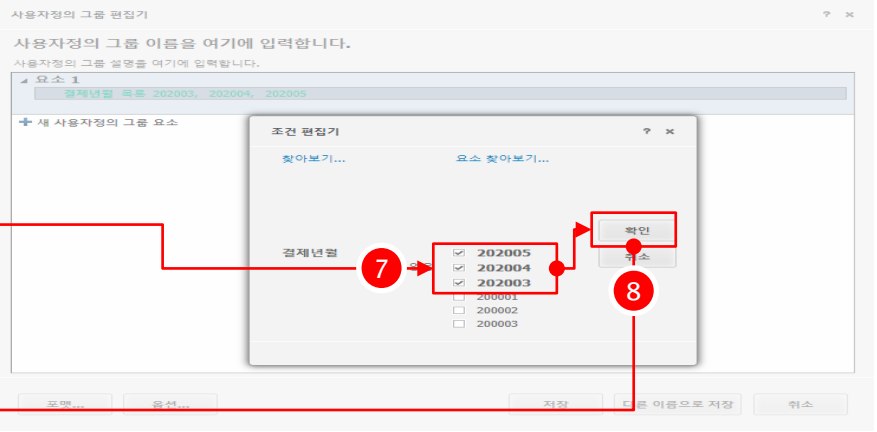 사용자정의 그룹 편집기 ? ×
사용자정의 그룹 이름을 여기에 입력합니다.
사용자정의 그룹 설명을 여기에 입력합니다.
요소 1
결제년월 목록 202003, 202004, 202005
새 사용자정의 그룹 요소
조건 편집기 ? ×
찾아보기... 요소 찾아보기...
확인
결제년월
취소
7
202005
202004
202003
8
200001
200002
200003
포맷... 옵션... 저장 다른 이름으로 저장 취소